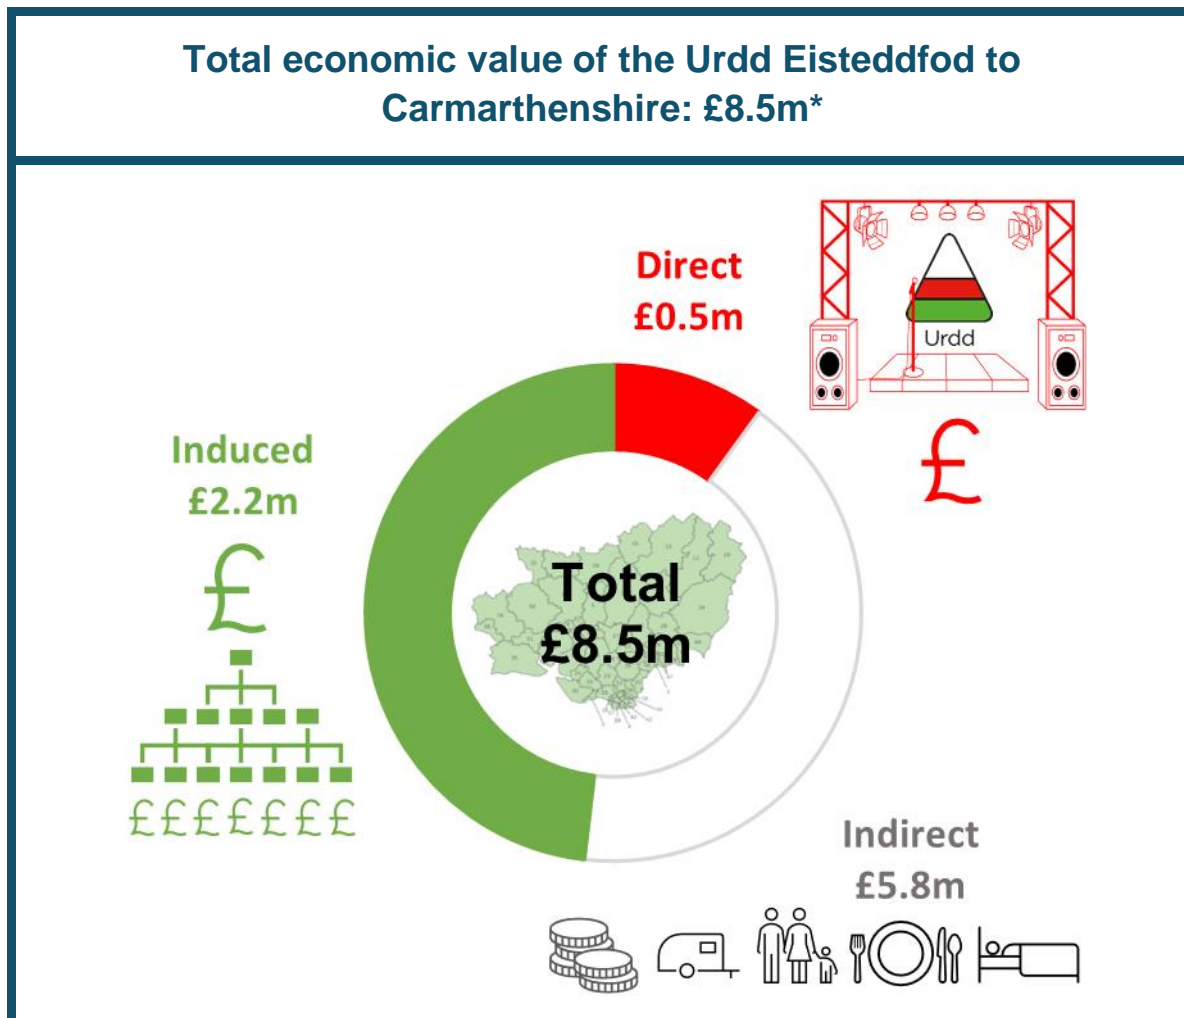 Total economic value of the Urdd Eisteddfod to
Carmarthenshire: £8.5m*
Direct
£0.5m
Urdd
£
Induced
£2.2m
£
Total
£8.5m
£££££££
Indirect
£5.8m